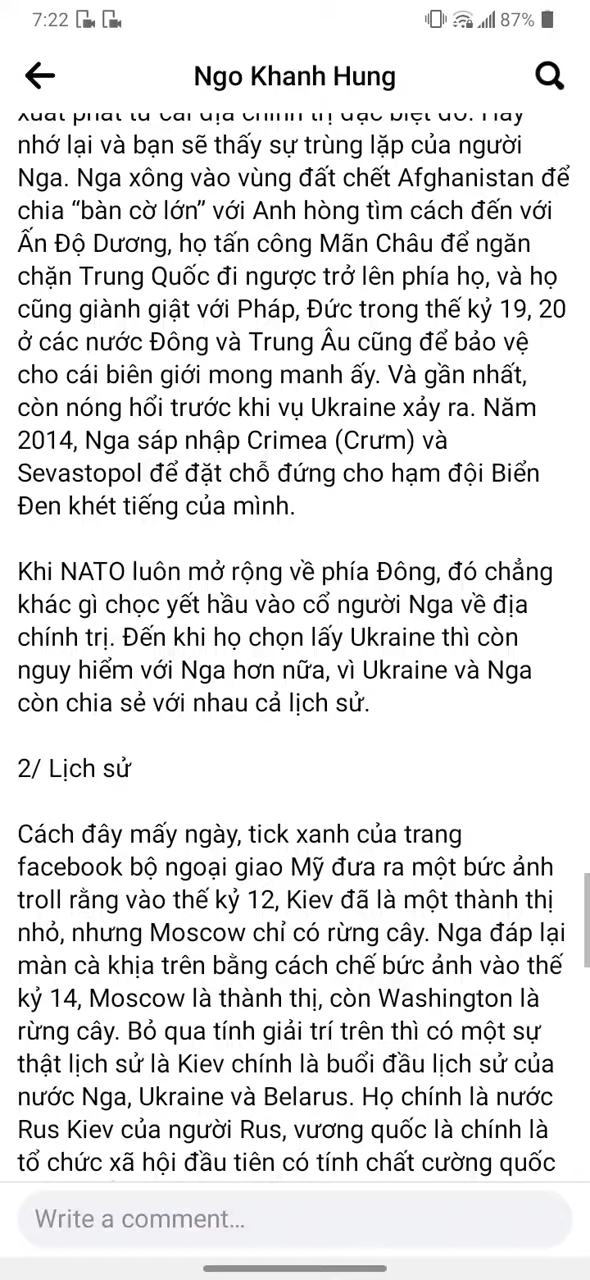 7:22
87%
Ngo Khanh Hung
xuất phát từ cái địa chính trị đặc biệt đó. Hãy
nhớ lại và bạn sẽ thấy sự trùng lặp của người
Nga. Nga xông vào vùng đất chết Afghanistan để
chia “bàn cờ lớn” với Anh hòng tìm cách đến với
Ấn Độ Dương, họ tấn công Mãn Châu để ngăn
chặn Trung Quốc đi ngược trở lên phía họ, và họ
cũng giành giật với Pháp, Đức trong thế kỷ 19, 20
ở các nước Đông và Trung Âu cũng để bảo vệ
cho cái biên giới mong manh ấy. Và gần nhất,
còn nóng hổi trước khi vụ Ukraine xảy ra. Năm
2014, Nga sáp nhập Crimea (Crưm) và
Sevastopol để đặt chỗ đứng cho hạm đội Biển
Đen khét tiếng của mình.
Khi NATO luôn mở rộng về phía Đông, đó chẳng
khác gì chọc yết hầu vào cổ người Nga về địa
chính trị. Đến khi họ chọn lấy Ukraine thì còn
nguy hiểm với Nga hơn nữa, vì Ukraine và Nga
còn chia sẻ với nhau cả lịch sử.
2/ Lịch sử
Cách đây mấy ngày, tick xanh của trang
facebook bộ ngoại giao Mỹ đưa ra một bức ảnh
troll rằng vào thế kỷ 12, Kiev đã là một thành thị
nhỏ, nhưng Moscow chỉ có rừng cây. Nga đáp lại
màn cà khịa trên bằng cách chế bức ảnh vào thế
kỷ 14, Moscow là thành thị, còn Washington là
rừng cây. Bỏ qua tính giải trí trên thì có một sự
thật lịch sử là Kiev chính là buổi đầu lịch sử của
nước Nga, Ukraine và Belarus. Họ chính là nước
Rus Kiev của người Rus, vương quốc là chính là
tổ chức xã hội đầu tiên có tính chất cường quốc
Write a comment...